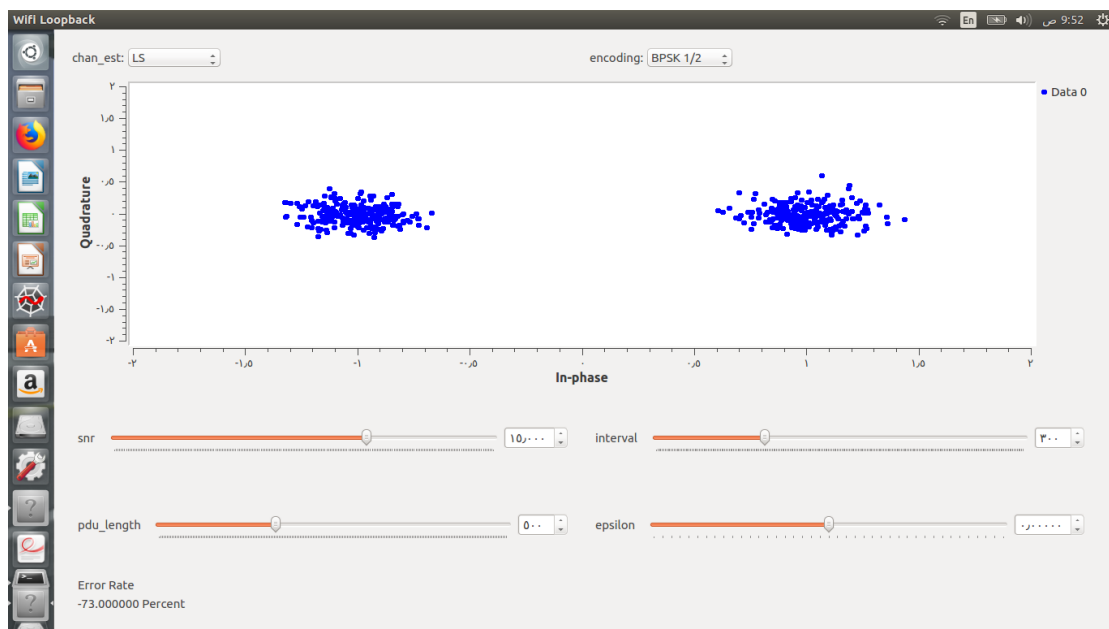 Wifi Loopback
En ص 9:52
chan_est: LS
encoding: BPSK 1/2
Data 0
٢
١٫٥
١
٠٫٥
٠
-٠٫٥
-١
-١٫٥
-٢
Quadrature
-٢ -١٫٥ -١ -٠٫٥ ٠ ٠٫٥ ١ ١٫٥ ٢
In-phase
snr ١٥٫٠٠٠
interval ٣٠٠
pdu_length ٥٠٠
epsilon ٠٫٠٠٠٠٠
Error Rate
-73.000000 Percent